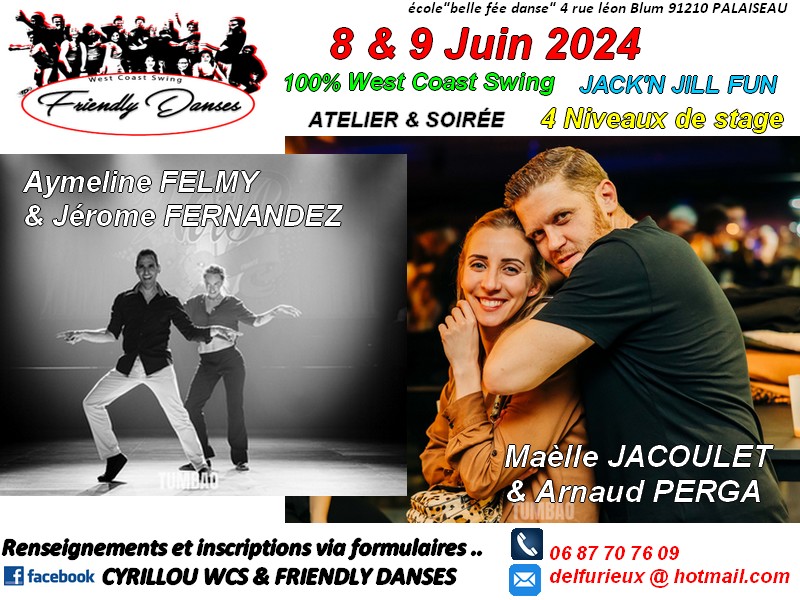 école"belle fée danse" 4 rue léon Blum 91210 PALAISEAU
8 & 9 Juin 2024
West Coast Swing
Friendly Danses
100% West Coast Swing
JACK'N JILL FUN
ATELIER & SOIRÉE
4 Niveaux de stage
Aymeline FELMY
& Jérome FERNANDEZ
Maèlle JACOULET
& Arnaud PERGA
TUMBAO
TUMBAO
Renseignements et inscriptions via formulaires ..
facebook CYRILLOU WCS & FRIENDLY DANSES
06 87 70 76 09
delfurieux @ hotmail.com